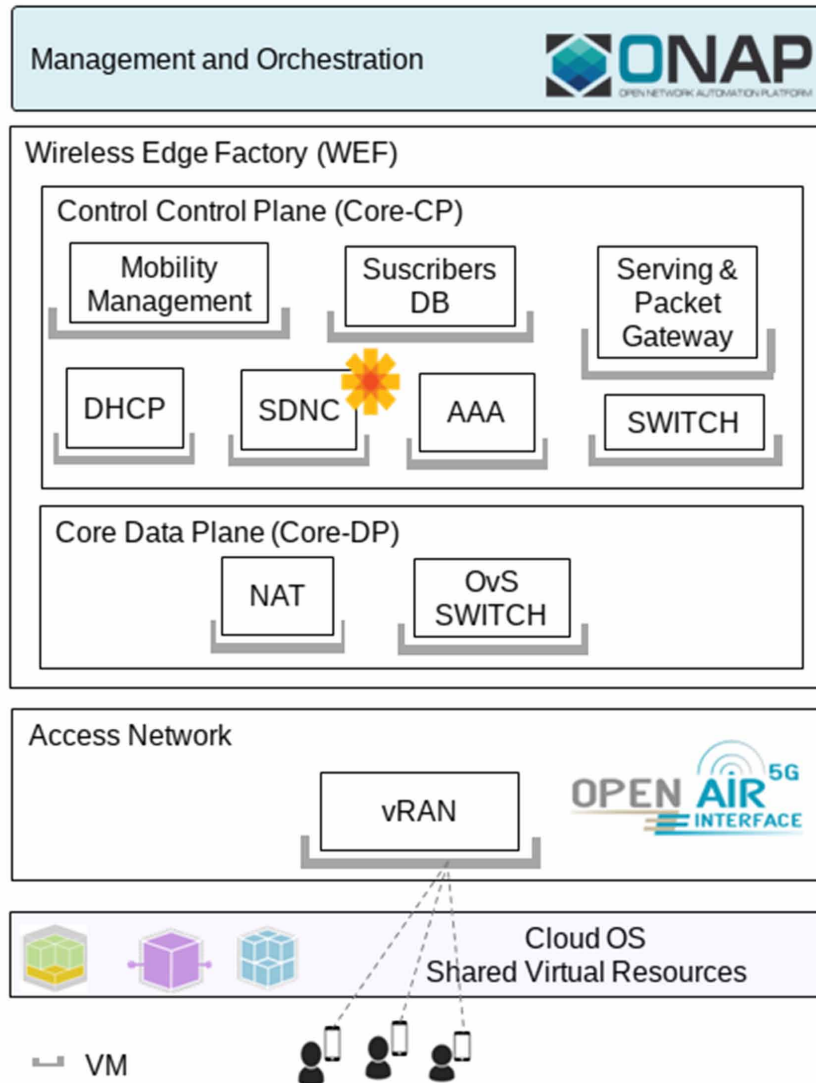 Management and Orchestration
ONAP
OPEN NETWORK AUTOMATION PLATFORM
Wireless Edge Factory (WEF)
Control Control Plane (Core-CP)
Mobility
Management
Suscribers
DB
Serving &
Packet
Gateway
DHCP
SDNC
AAA
SWITCH
Core Data Plane (Core-DP)
NAT
OvS
SWITCH
Access Network
vRAN
OPEN AIR 5G
INTERFACE
Cloud OS
Shared Virtual Resources
VM